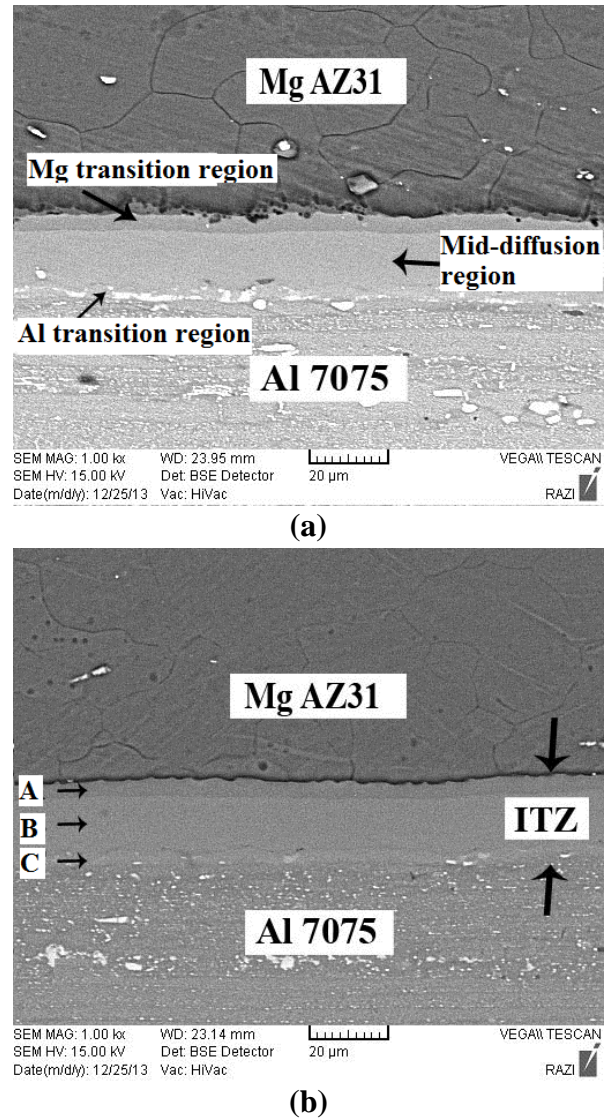 Mg AZ31
Mg transition region
Mid-diffusion
region
Al transition region
Al 7075
SEM MAG: 1.00 kx WD: 23.95 mm VEGA\\ TESCAN
SEM HV: 15.00 kV Det: BSE Detector 20 µm
Date(m/d/y): 12/25/13 Vac: HiVac RAZI
(a)
Mg AZ31
A
B
C
ITZ
Al 7075
SEM MAG: 1.00 kx WD: 23.14 mm VEGA\\ TESCAN
SEM HV: 15.00 kV Det: BSE Detector 20 µm
Date(m/d/y): 12/25/13 Vac: HiVac RAZI
(b)